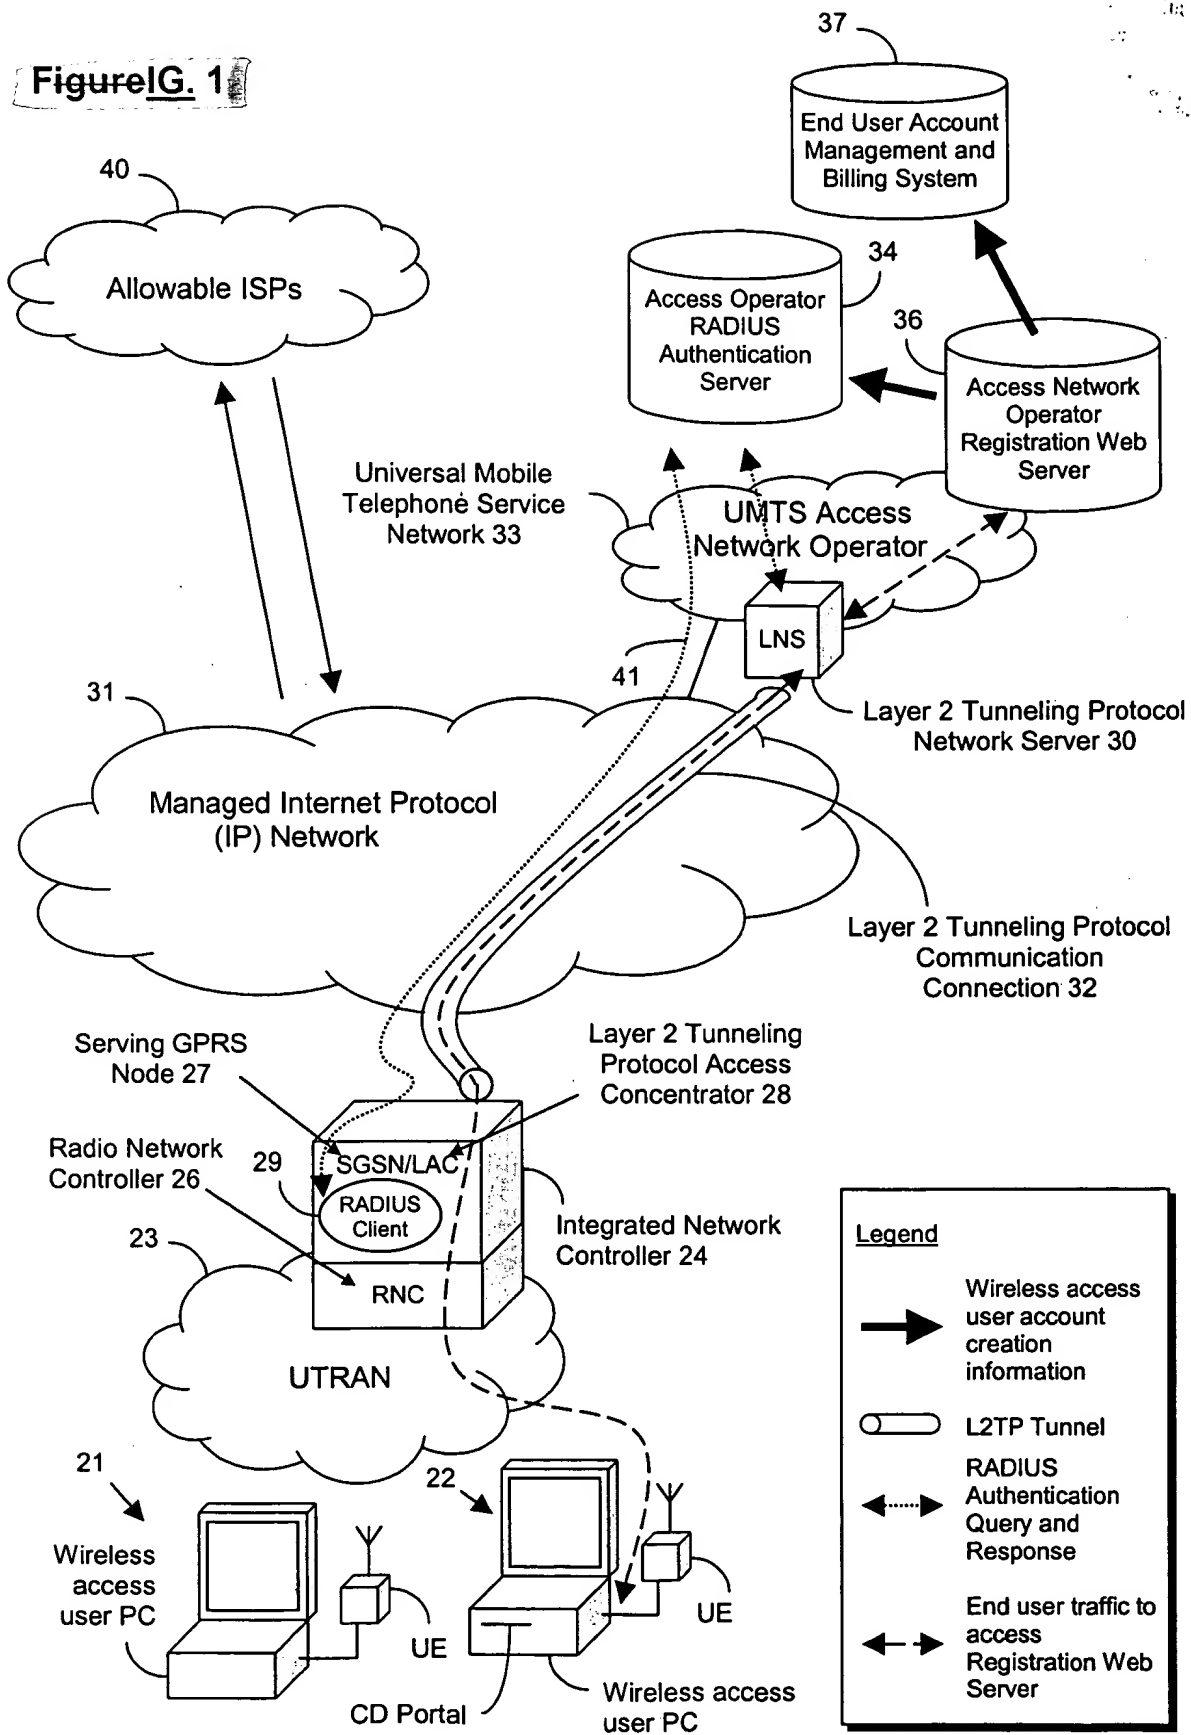 37
FigureIG. 1
End User Account
Management and
Billing System
40
34
Allowable ISPs
Access Operator
RADIUS
Authentication
Server
36
Access Network
Operator
Registration Web
Server
Universal Mobile
Telephone Service
Network 33
UMTS Access
Network Operator
LNS
41
31
Layer 2 Tunneling Protocol
Network Server 30
Managed Internet Protocol
(IP) Network
Layer 2 Tunneling Protocol
Communication
Connection 32
Serving GPRS
Node 27
Layer 2 Tunneling
Protocol Access
Concentrator 28
Radio Network
Controller 26
29
SGSN/LAC
RADIUS
Client
Integrated Network
Controller 24
23
RNC
UTRAN
Legend
Wireless access
user account
creation
information
L2TP Tunnel
RADIUS
Authentication
Query and
Response
End user traffic to
access
Registration Web
Server
21
22
Wireless
access
user PC
UE
UE
CD Portal
Wireless access
user PC